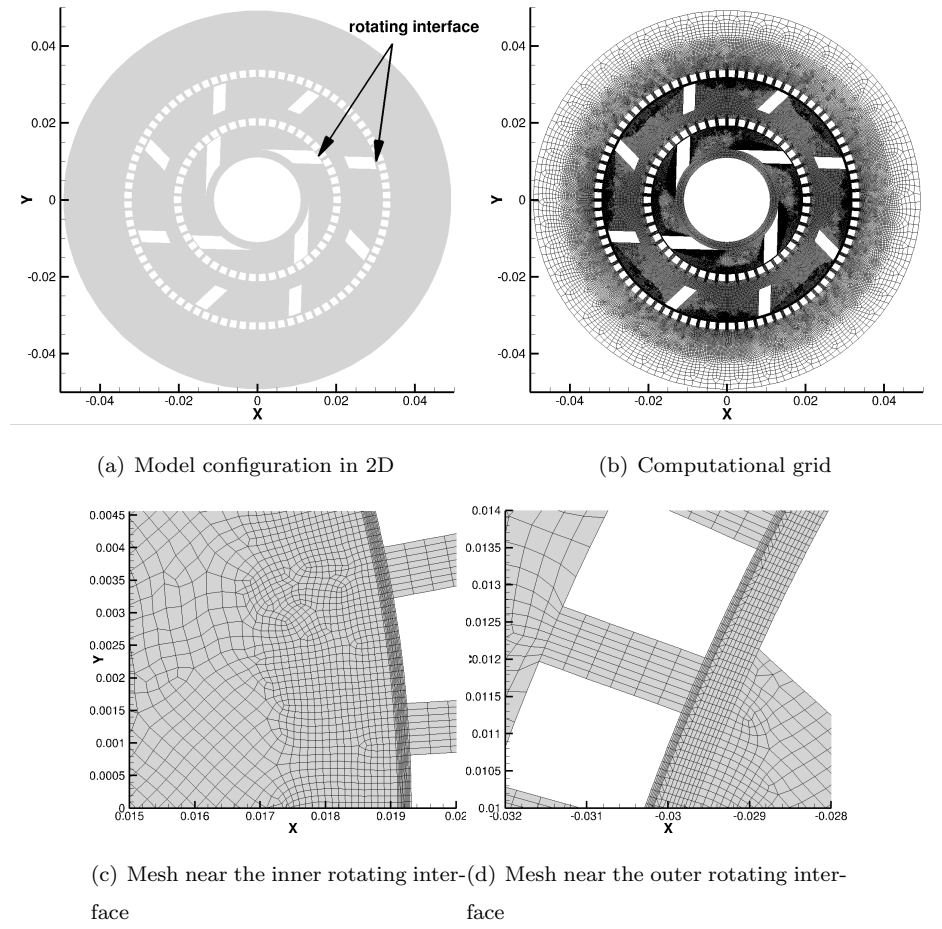 rotating interface
0.04
0.02
0
-0.02
-0.04
Y
-0.04 -0.02 0 0.02 0.04
X
0.04
0.02
0
-0.02
-0.04
Y
-0.04 -0.02 0 0.02 0.04
X
(a) Model configuration in 2D
(b) Computational grid
0.0045
0.004
0.0035
0.003
0.0025
0.002
0.0015
0.001
0.0005
0
Y
0.015 0.016 0.017 0.018 0.019
X
0.014
0.0135
0.013
0.0125
0.012
0.0115
0.011
0.0105
0.01
-0.032 -0.031 -0.03 -0.029 -0.028
X
(c) Mesh near the inner rotating inter-
face
(d) Mesh near the outer rotating inter-
face